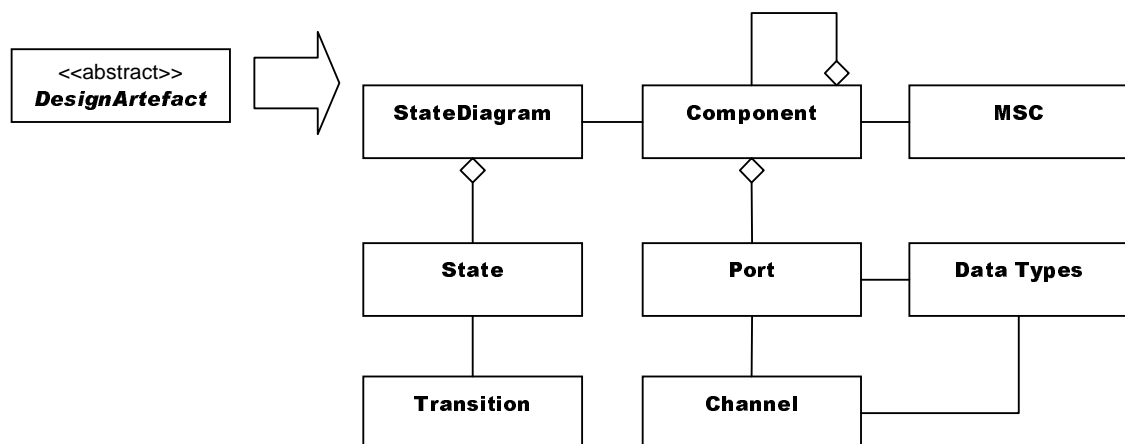 <<abstract>>
DesignArtefact
StateDiagram
Component
MSC
State
Port
Data Types
Transition
Channel